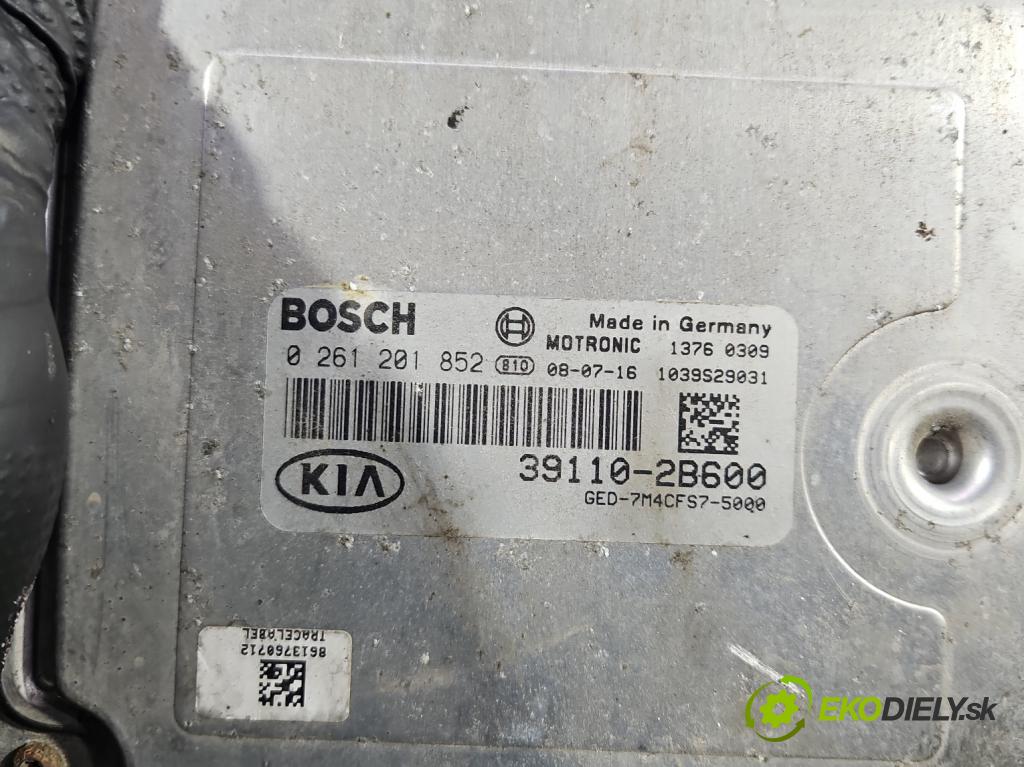 BOSCH
Made in Germany
MOTRONIC 1376 0309
0 261 201 852 810 08-07-16 1039S29031
KIA
39110-2B600
GED-7M4CFS7-5000
8613760712
TRACELABEL
EKODIELY.sk